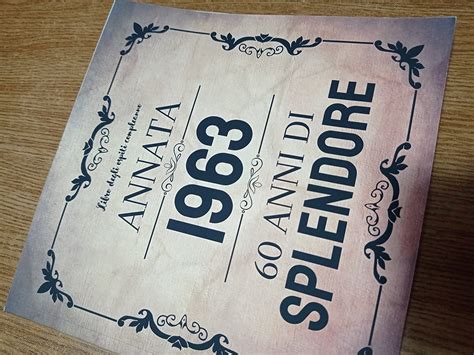 Libro degli ospiti compleanno
ANNATA
1963
60 ANNI DI
SPLENDORE